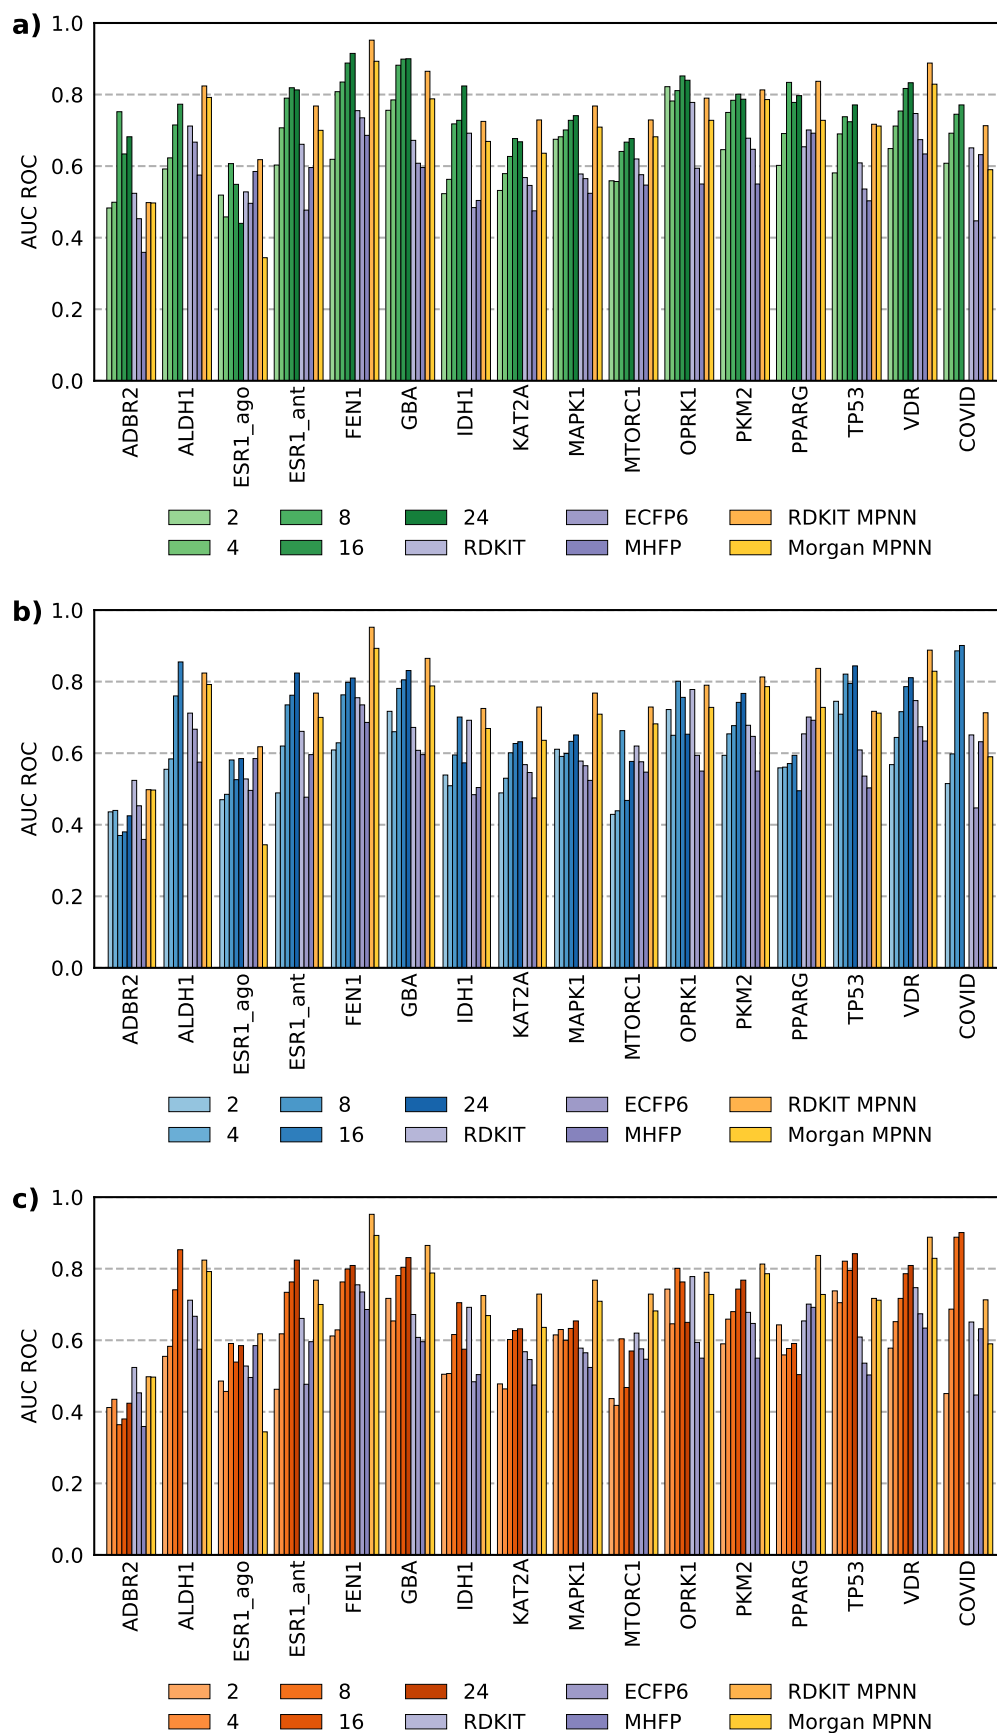 a)
1.0
0.8
0.6
0.4
0.2
0.0
AUC ROC
ADBR2 ALDH1 ESR1_ago ESR1_ant FEN1 GBA IDH1 KAT2A MAPK1 MTORC1 OPRK1 PKM2 PPARG TP53 VDR COVID
2 8 24 ECFP6 RDKIT MPNN
4 16 RDKIT MHFP Morgan MPNN
b)
1.0
0.8
0.6
0.4
0.2
0.0
AUC ROC
ADBR2 ALDH1 ESR1_ago ESR1_ant FEN1 GBA IDH1 KAT2A MAPK1 MTORC1 OPRK1 PKM2 PPARG TP53 VDR COVID
2 8 24 ECFP6 RDKIT MPNN
4 16 RDKIT MHFP Morgan MPNN
c)
1.0
0.8
0.6
0.4
0.2
0.0
AUC ROC
ADBR2 ALDH1 ESR1_ago ESR1_ant FEN1 GBA IDH1 KAT2A MAPK1 MTORC1 OPRK1 PKM2 PPARG TP53 VDR COVID
2 8 24 ECFP6 RDKIT MPNN
4 16 RDKIT MHFP Morgan MPNN